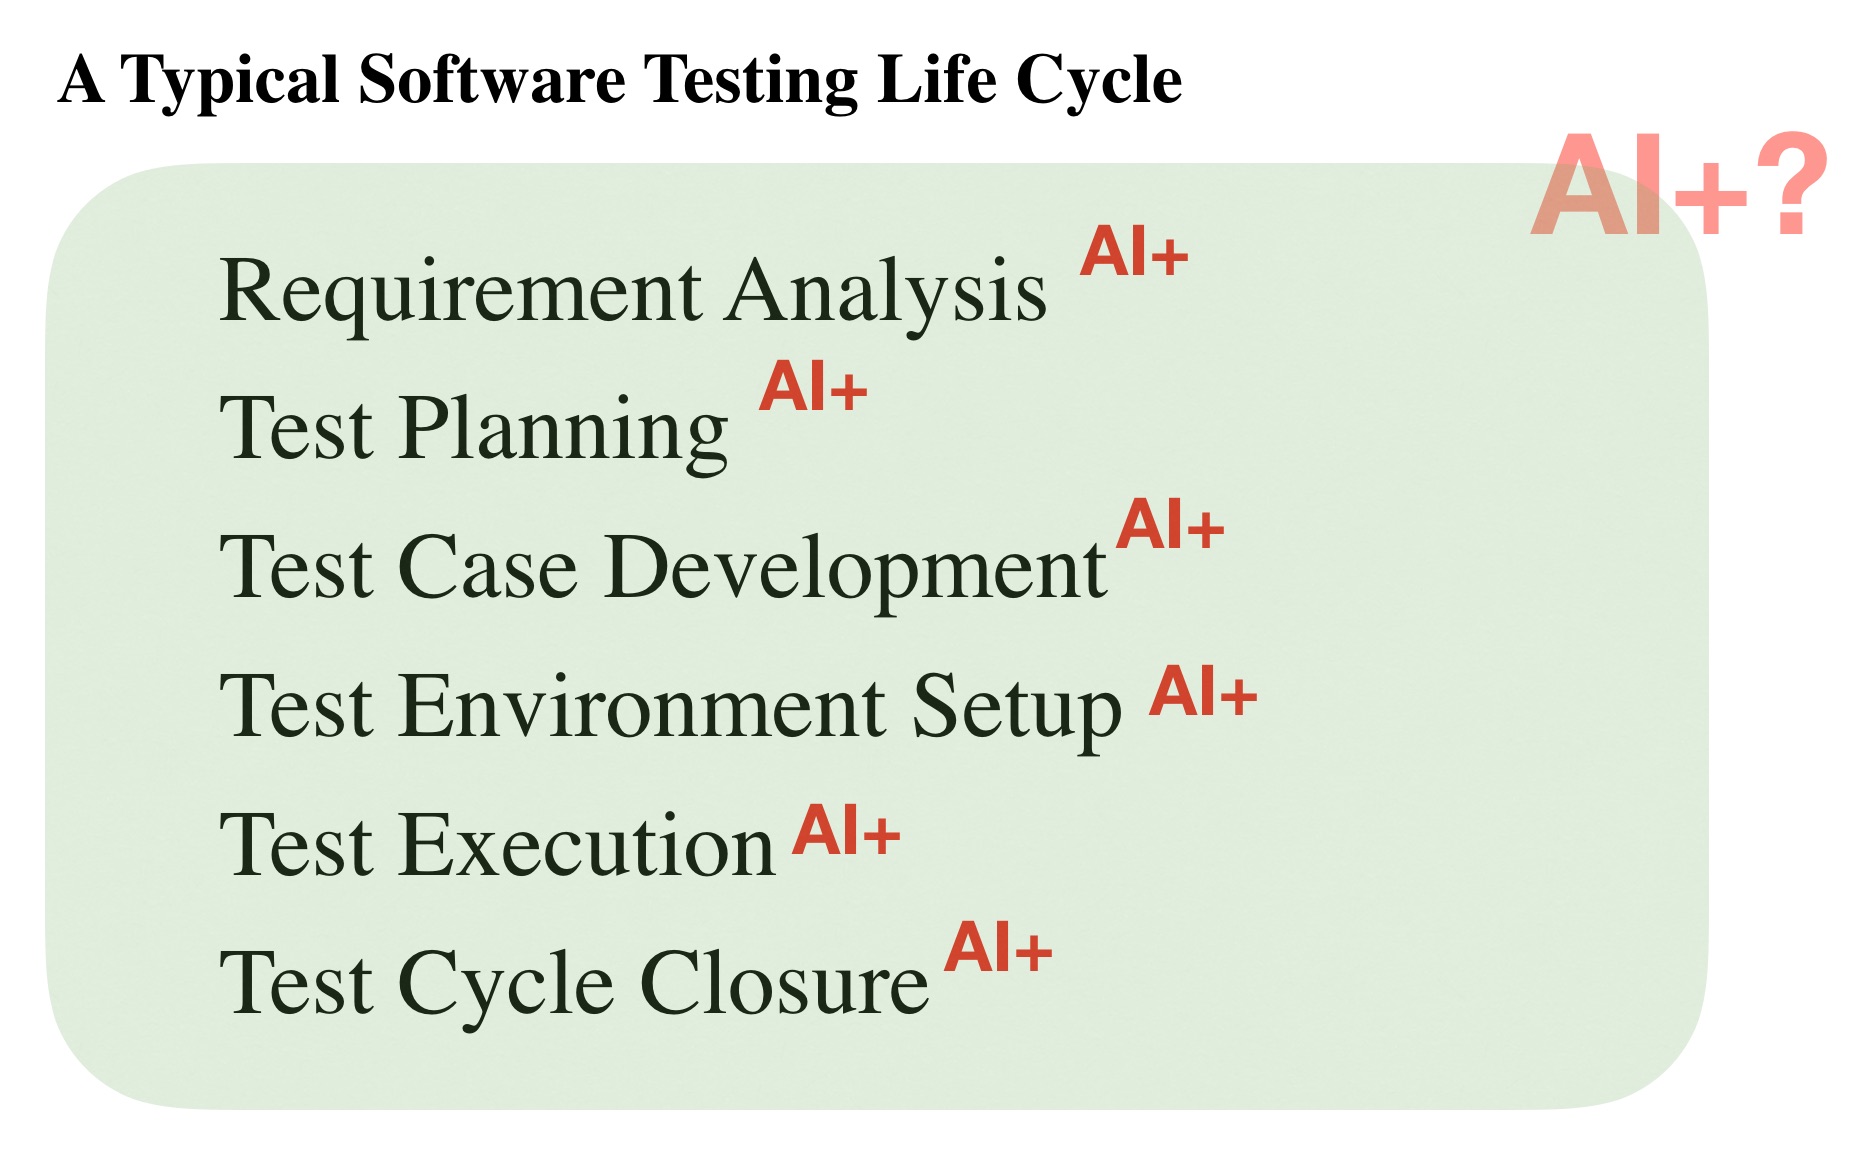 A Typical Software Testing Life Cycle
AI+?
Requirement Analysis AI+
Test Planning AI+
Test Case Development AI+
Test Environment Setup AI+
Test Execution AI+
Test Cycle Closure AI+